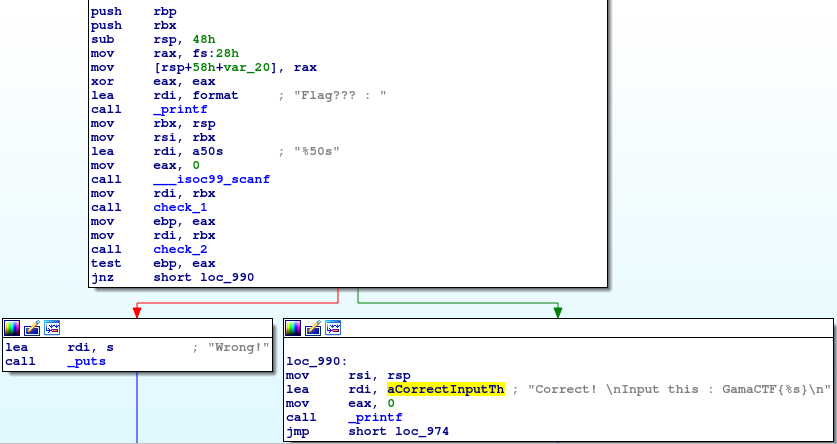 push rbp
push rbx
sub rsp, 48h
mov rax, fs:28h
mov [rsp+58h+var_20], rax
xor eax, eax
lea rdi, format ; "Flag??? : "
call _printf
mov rbx, rsp
mov rsi, rbx
lea rdi, a50s ; "%50s"
mov eax, 0
call ___isoc99_scanf
mov rdi, rbx
call check_1
mov ebp, eax
mov rdi, rbx
call check_2
test ebp, eax
jnz short loc_990
lea rdi, s ; "Wrong!"
call _puts
loc_990:
mov rsi, rsp
lea rdi, aCorrectInputTh ; "Correct! \nInput this : GamaCTF{%s}\n"
mov eax, 0
call _printf
jmp short loc_974